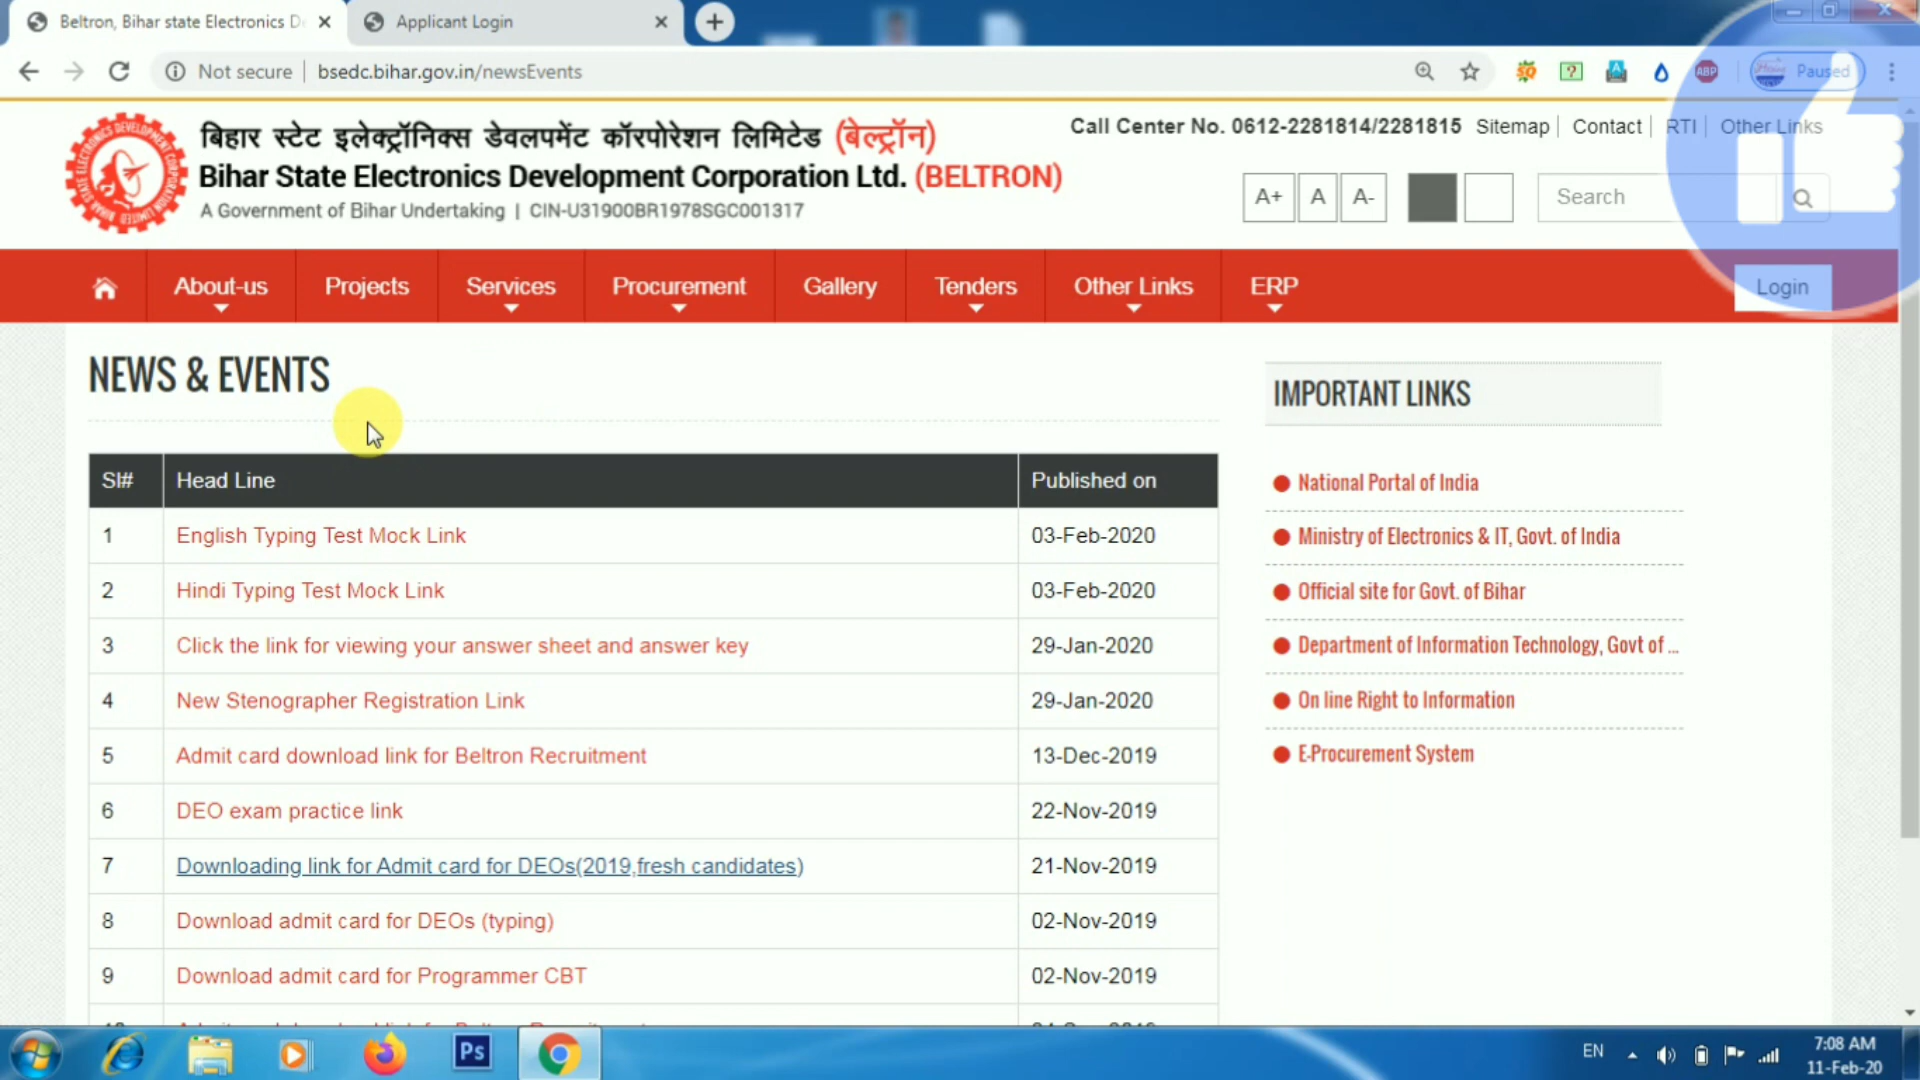 Beltron, Bihar state Electronics D
Applicant Login
Not secure
bsedc.bihar.gov.in/newsEvents
ABP
Paused
बिहार स्टेट इलेक्ट्रॉनिक्स डेवलपमेंट कॉरपोरेशन लिमिटेड (बेल्ट्रॉन)
Bihar State Electronics Development Corporation Ltd. (BELTRON)
A Government of Bihar Undertaking | CIN-U31900BR1978SGC001317
Call Center No. 0612-2281814/2281815 Sitemap Contact RTI Other Links
A+ A A- Search
About-us Projects Services Procurement Gallery Tenders Other Links ERP Login
NEWS & EVENTS
Sl# Head Line Published on
1 English Typing Test Mock Link 03-Feb-2020
2 Hindi Typing Test Mock Link 03-Feb-2020
3 Click the link for viewing your answer sheet and answer key 29-Jan-2020
4 New Stenographer Registration Link 29-Jan-2020
5 Admit card download link for Beltron Recruitment 13-Dec-2019
6 DEO exam practice link 22-Nov-2019
7 Downloading link for Admit card for DEOs(2019,fresh candidates) 21-Nov-2019
8 Download admit card for DEOs (typing) 02-Nov-2019
9 Download admit card for Programmer CBT 02-Nov-2019
IMPORTANT LINKS
National Portal of India
Ministry of Electronics & IT, Govt. of India
Official site for Govt. of Bihar
Department of Information Technology, Govt of ...
On line Right to Information
E-Procurement System
Ps
EN
7:08 AM
11-Feb-20